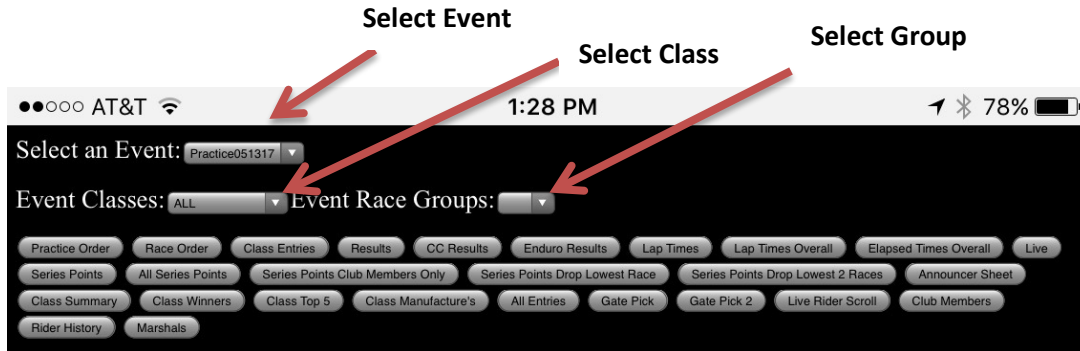 Select Event
Select Class
Select Group
AT&T 1:28 PM 78%
Select an Event: Practice051317
Event Classes: ALL Event Race Groups:
Practice Order Race Order Class Entries Results CC Results Enduro Results Lap Times Lap Times Overall Elapsed Times Overall Live
Series Points All Series Points Series Points Club Members Only Series Points Drop Lowest Race Series Points Drop Lowest 2 Races Announcer Sheet
Class Summary Class Winners Class Top 5 Class Manufacture's All Entries Gate Pick Gate Pick 2 Live Rider Scroll Club Members
Rider History Marshals